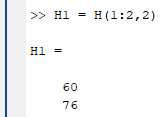 >> H1 = H(1:2,2)
H1 =
60
76